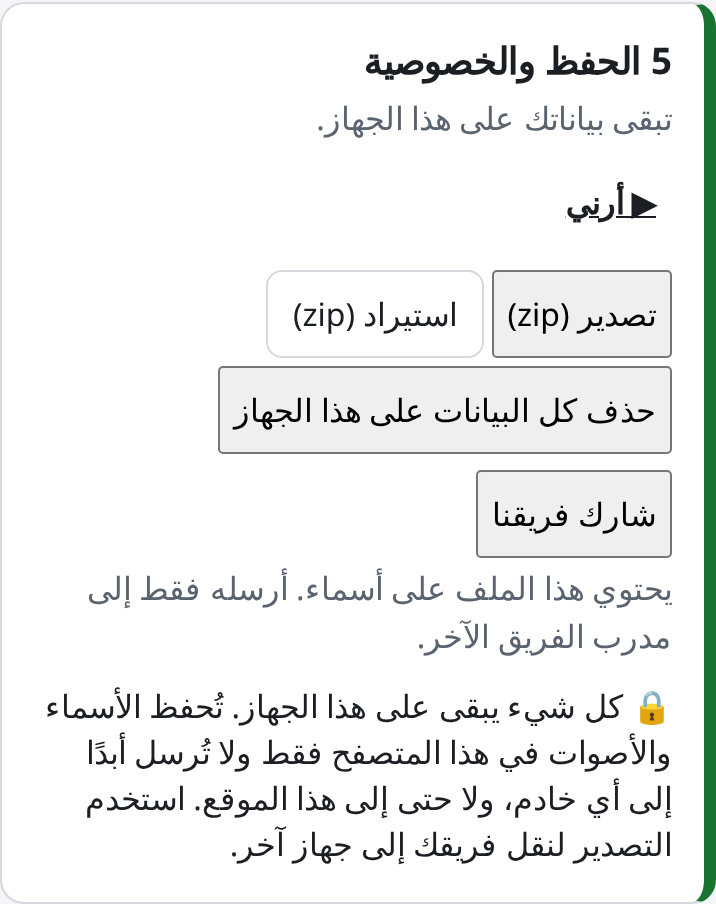 5 الحفظ والخصوصية
تبقى بياناتك على هذا الجهاز.
▶ أرني
تصدير (zip)
استيراد (zip)
حذف كل البيانات على هذا الجهاز
شارك فريقنا
يحتوي هذا الملف على أسماء. أرسله فقط إلى
مدرب الفريق الآخر.
🔒 كل شيء يبقى على هذا الجهاز. تُحفظ الأسماء
والأصوات في هذا المتصفح فقط ولا تُرسل أبدًا
إلى أي خادم، ولا حتى إلى هذا الموقع. استخدم
التصدير لنقل فريقك إلى جهاز آخر.